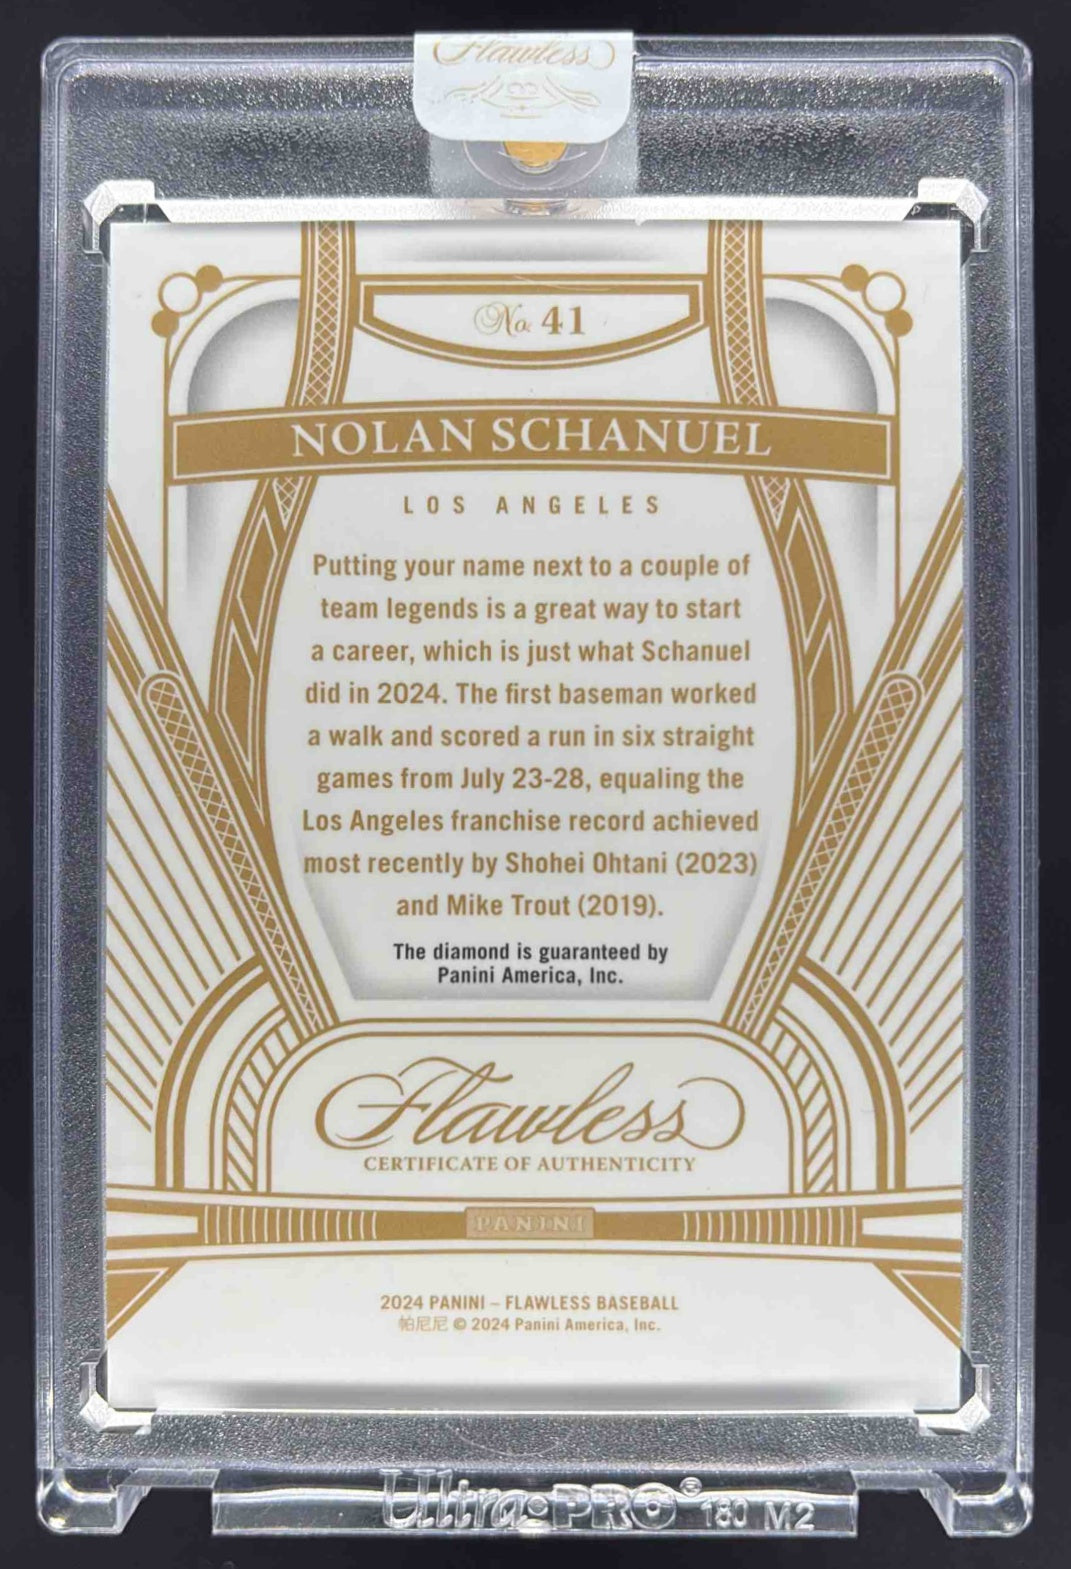 Flawless
No. 41
NOLAN SCHANUEL
LOS ANGELES
Putting your name next to a couple of
team legends is a great way to start
a career, which is just what Schanuel
did in 2024. The first baseman worked
a walk and scored a run in six straight
games from July 23-28, equaling the
Los Angeles franchise record achieved
most recently by Shohei Ohtani (2023)
and Mike Trout (2019).
The diamond is guaranteed by
Panini America, Inc.
Flawless
CERTIFICATE OF AUTHENTICITY
PANINI
2024 PANINI – FLAWLESS BASEBALL
帕尼尼 © 2024 Panini America, Inc.
Ultra·PRO® 180 M2